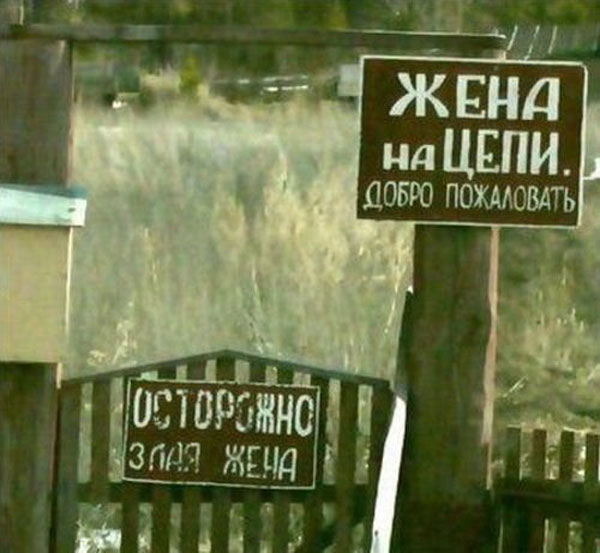 ЖЕНА
на ЦЕПИ.
ДОБРО ПОЖАЛОВАТЬ
ОСТОРОЖНО
ЗЛАЯ ЖЕНА